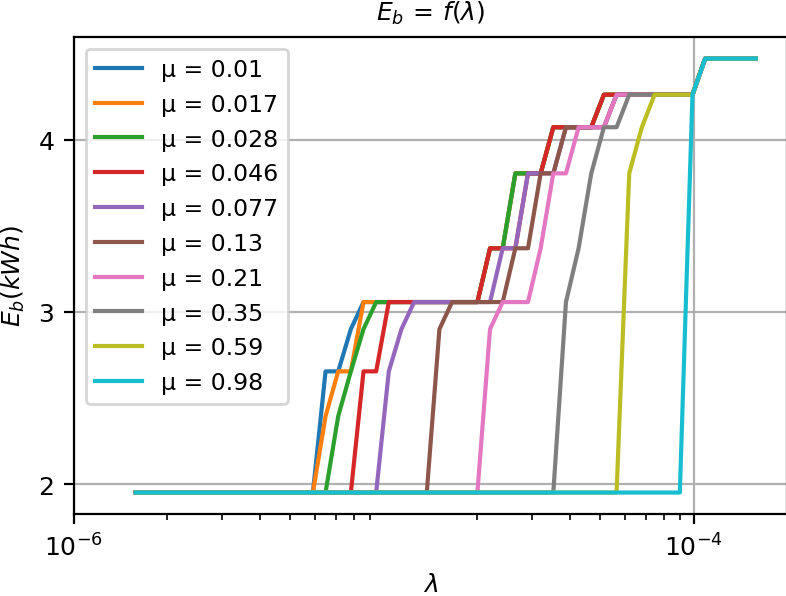 E_b = f(λ)
μ = 0.01
μ = 0.017
μ = 0.028
μ = 0.046
μ = 0.077
μ = 0.13
μ = 0.21
μ = 0.35
μ = 0.59
μ = 0.98
4
3
2
E_b(kWh)
10⁻⁶
10⁻⁴
λ